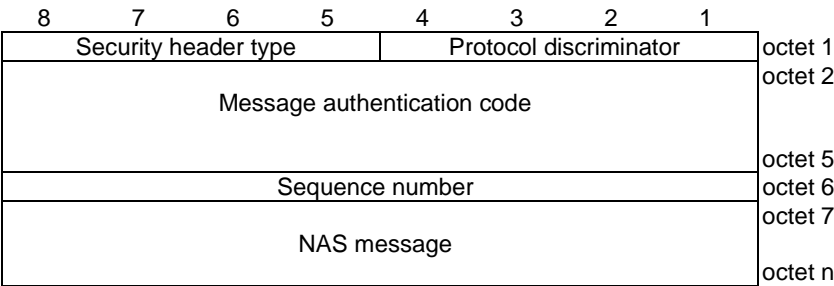 8 7 6 5 4 3 2 1
Security header type Protocol discriminator octet 1
octet 2
Message authentication code
octet 5
Sequence number octet 6
octet 7
NAS message
octet n